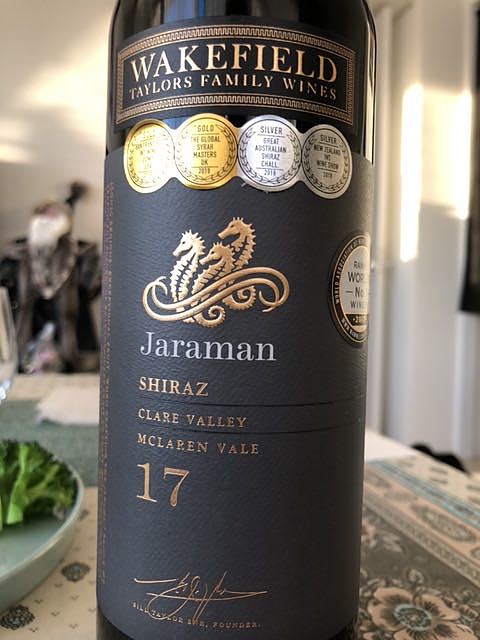 WAKEFIELD
TAYLORS FAMILY WINES
GOLD
THE GLOBAL
SYRAH
MASTERS
UK
2019
SILVER
GREAT
AUSTRALIAN
SHIRAZ
CHALL.
2018
SILVER
NEW ZEALAND
INT
WINE SHOW
2018
Jaraman
SHIRAZ
CLARE VALLEY
MCLAREN VALE
17
BILL TAYLOR SNR, FOUNDER.